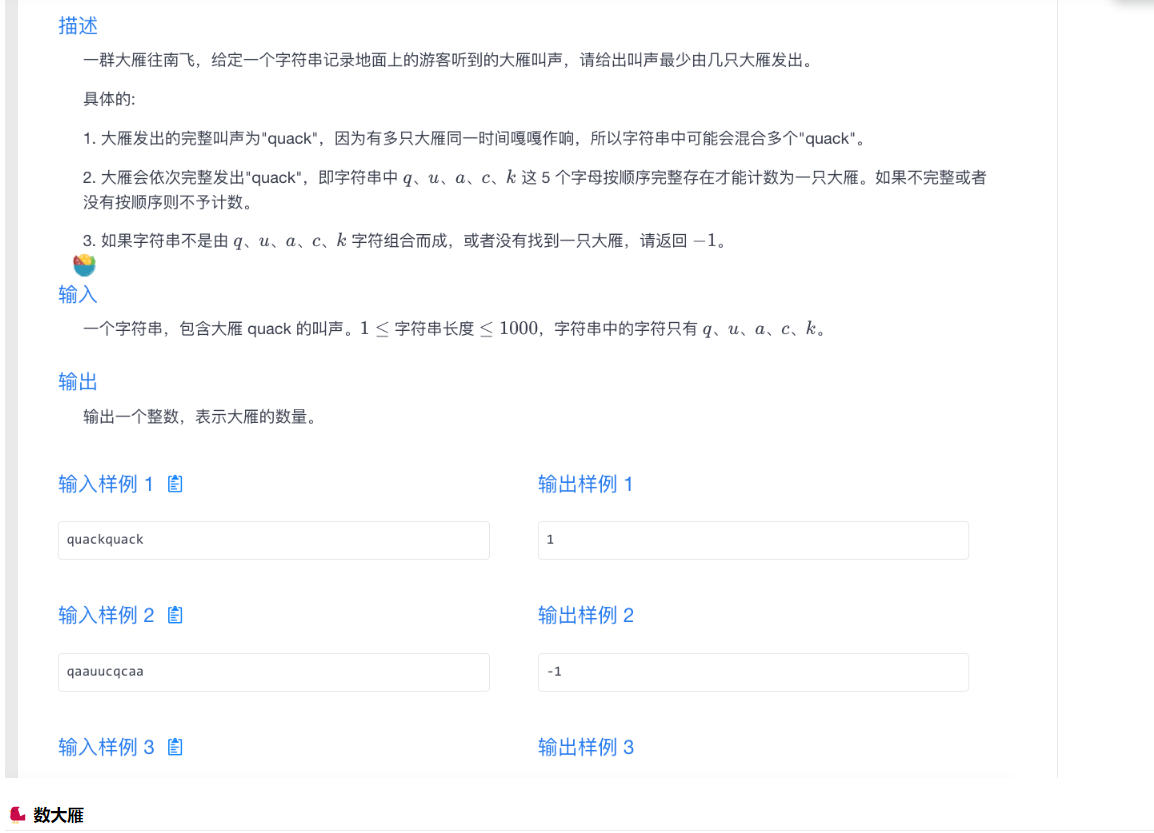 描述
一群大雁往南飞，给定一个字符串记录地面上的游客听到的大雁叫声，请给出叫声最少由几只大雁发出。
具体的:
1. 大雁发出的完整叫声为"quack"，因为有多只大雁同一时间嘎嘎作响，所以字符串中可能会混合多个"quack"。
2. 大雁会依次完整发出"quack"，即字符串中 q、u、a、c、k 这 5 个字母按顺序完整存在才能计数为一只大雁。如果不完整或者
没有按顺序则不予计数。
3. 如果字符串不是由 q、u、a、c、k 字符组合而成，或者没有找到一只大雁，请返回 −1。
输入
一个字符串，包含大雁 quack 的叫声。1 ≤ 字符串长度 ≤ 1000，字符串中的字符只有 q、u、a、c、k。
输出
输出一个整数，表示大雁的数量。
输入样例 1 输出样例 1
quackquack 1
输入样例 2 输出样例 2
qaauucqcaa -1
输入样例 3 输出样例 3
数大雁